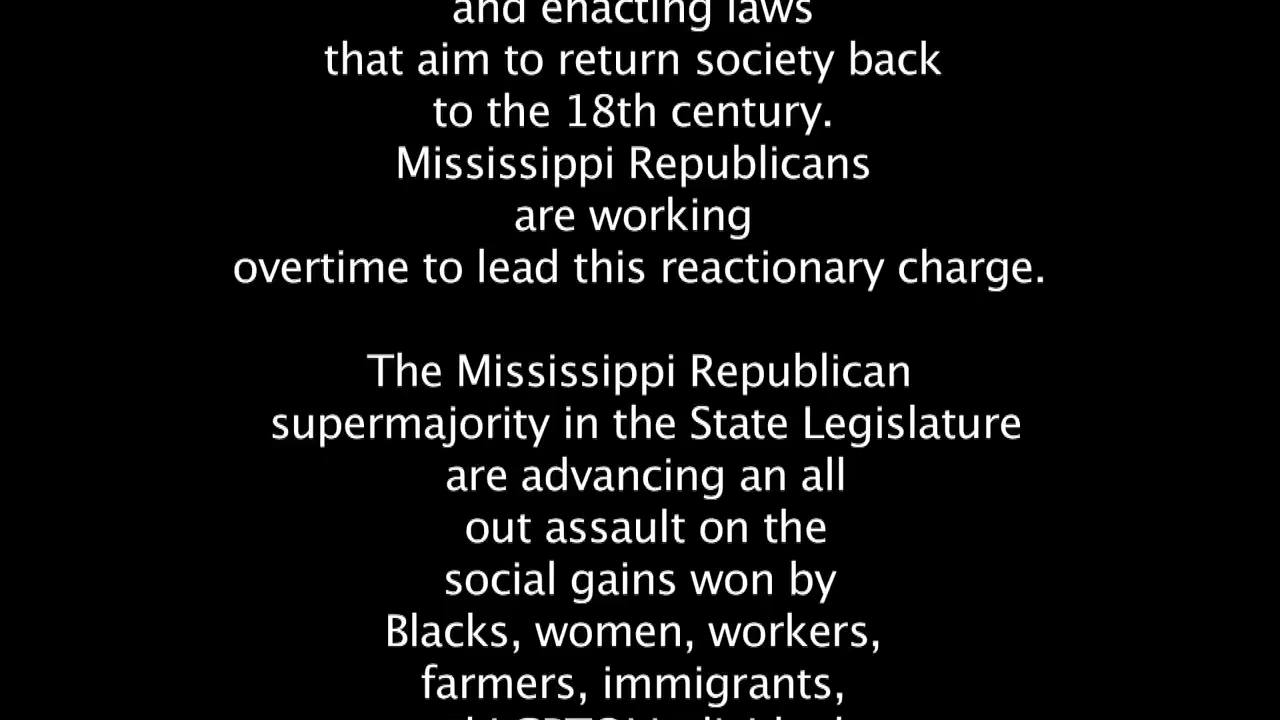 and enacting laws
that aim to return society back
to the 18th century.
Mississippi Republicans
are working
overtime to lead this reactionary charge.
The Mississippi Republican
supermajority in the State Legislature
are advancing an all
out assault on the
social gains won by
Blacks, women, workers,
farmers, immigrants,